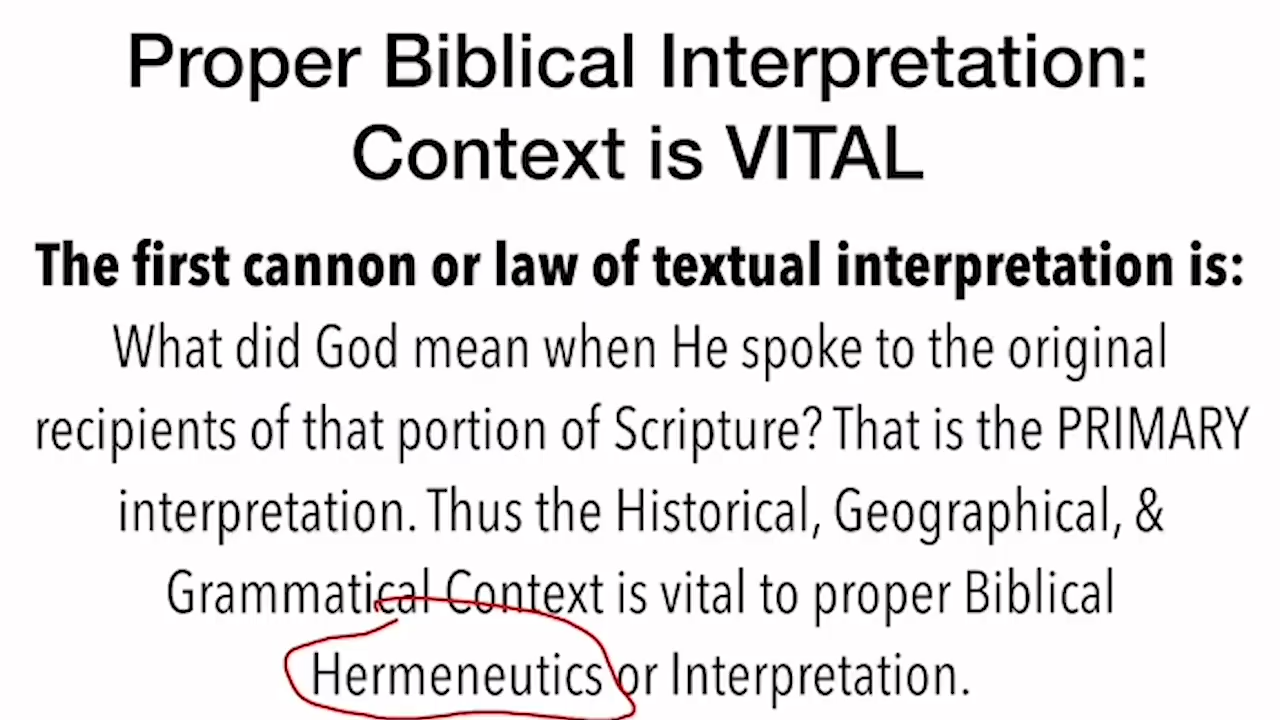 Proper Biblical Interpretation:
Context is VITAL
The first cannon or law of textual interpretation is:
What did God mean when He spoke to the original
recipients of that portion of Scripture? That is the PRIMARY
interpretation. Thus the Historical, Geographical, &
Grammatical Context is vital to proper Biblical
Hermeneutics or Interpretation.